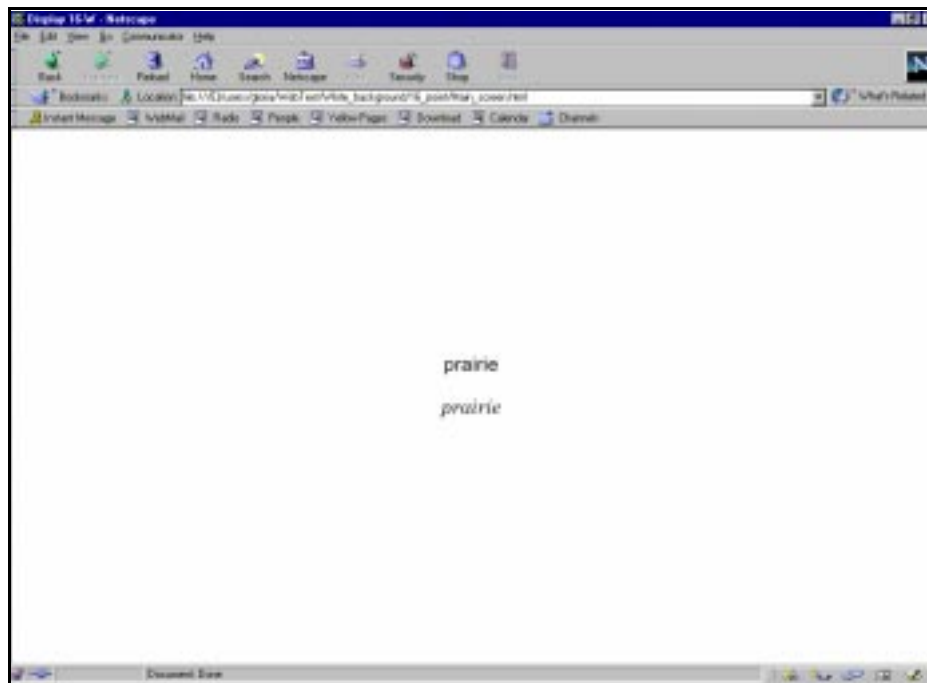 Display 16-W - Netscape
File Edit View Go Communicator Help
Back Reload Home Search Netscape Security Shop
Bookmarks Location: What's Related
Instant Message WebMail Radio People Yellow Pages Download Calendar Channels
prairie
prairie
Document: Done